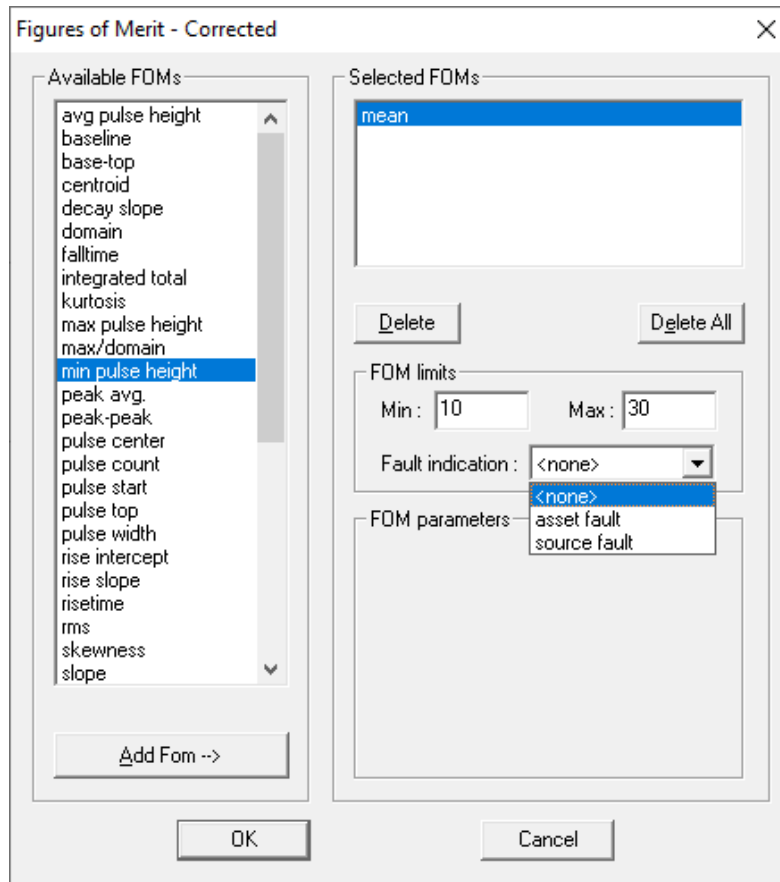 Figures of Merit - Corrected
Available FOMs
avg pulse height
baseline
base-top
centroid
decay slope
domain
falltime
integrated total
kurtosis
max pulse height
max/domain
min pulse height
peak avg.
peak-peak
pulse center
pulse count
pulse start
pulse top
pulse width
rise intercept
rise slope
risetime
rms
skewness
slope
Add Fom -->
Selected FOMs
mean
Delete Delete All
FOM limits
Min : 10 Max : 30
Fault indication : <none>
<none>
asset fault
source fault
FOM parameters
OK Cancel